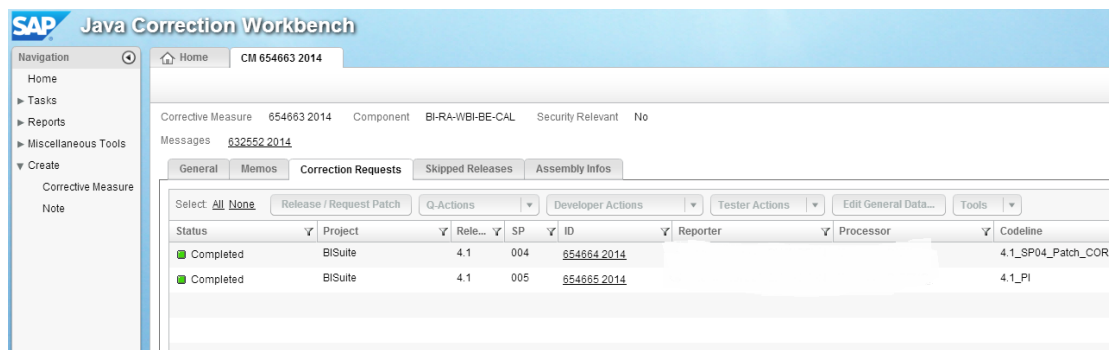 SAP Java Correction Workbench
Navigation
Home
Tasks
Reports
Miscellaneous Tools
Create
Corrective Measure
Note
Home CM 654663 2014
Corrective Measure 654663 2014 Component BI-RA-WBI-BE-CAL Security Relevant No
Messages 632552 2014
General Memos Correction Requests Skipped Releases Assembly Infos
Select: All None Release / Request Patch Q-Actions Developer Actions Tester Actions Edit General Data... Tools
Status Project Rele... SP ID Reporter Processor Codeline
Completed BISuite 4.1 004 654664 2014 4.1_SP04_Patch_COR
Completed BISuite 4.1 005 654665 2014 4.1_PI